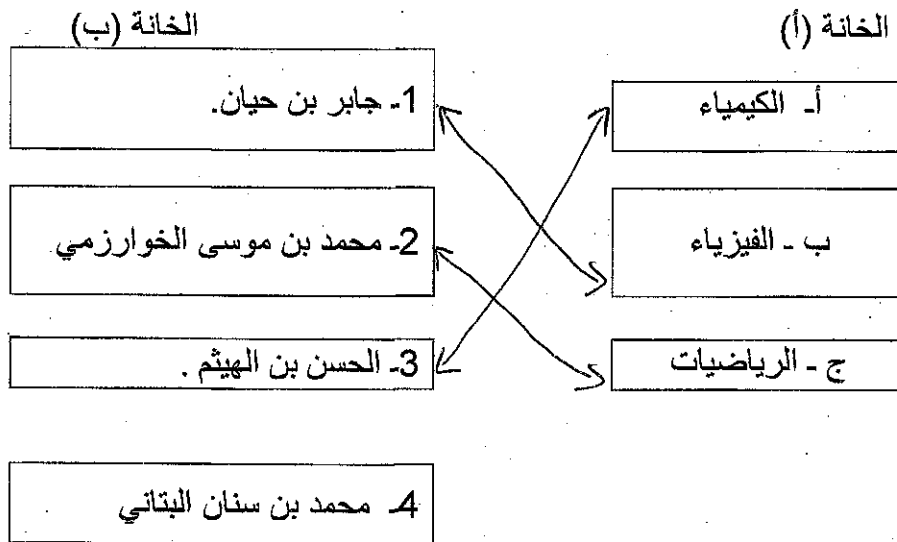 الخانة (أ)
الخانة (ب)
أ- الكيمياء
1- جابر بن حيان.
ب - الفيزياء
2- محمد بن موسى الخوارزمي
ج - الرياضيات
3- الحسن بن الهيثم .
4- محمد بن سنان البتاني